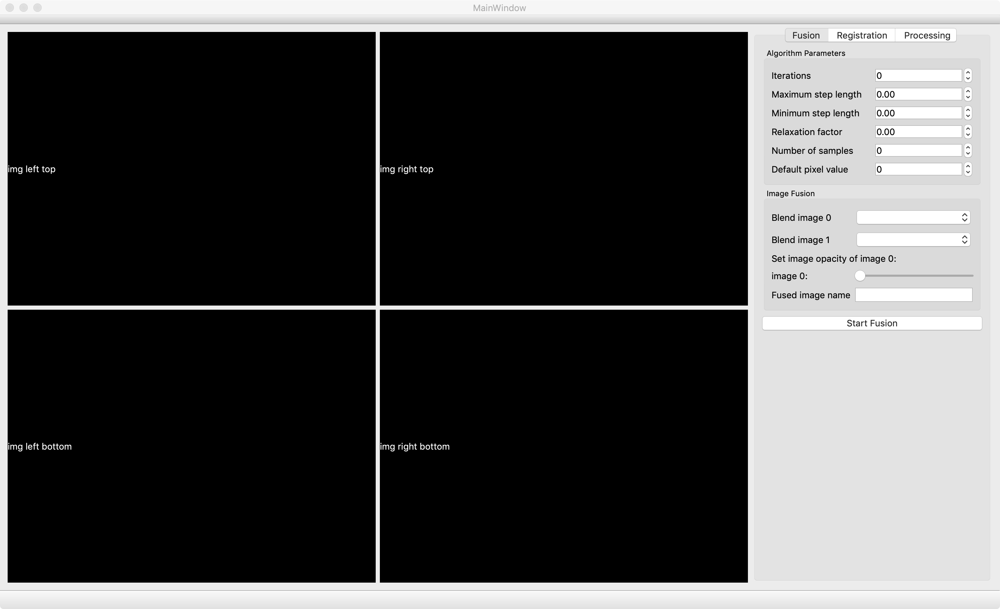 MainWindow
img left top
img right top
img left bottom
img right bottom
Fusion Registration Processing
Algorithm Parameters
Iterations 0
Maximum step length 0.00
Minimum step length 0.00
Relaxation factor 0.00
Number of samples 0
Default pixel value 0
Image Fusion
Blend image 0
Blend image 1
Set image opacity of image 0:
image 0:
Fused image name
Start Fusion